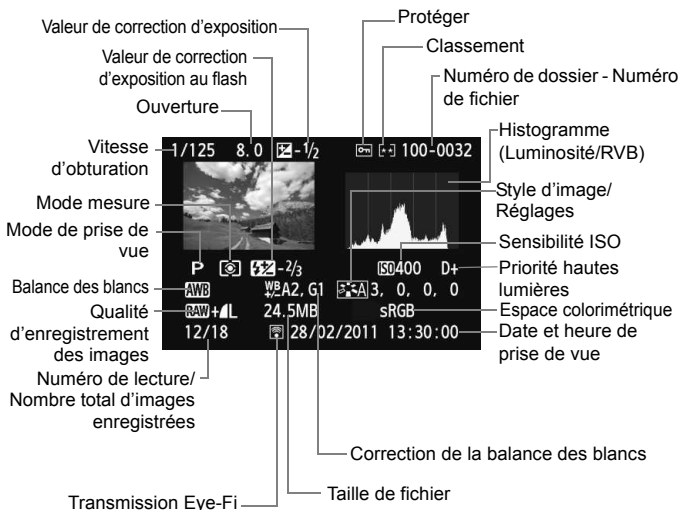 Valeur de correction d'exposition
Valeur de correction
d'exposition au flash
Ouverture
Vitesse
d'obturation
Mode mesure
Mode de prise de
vue
Balance des blancs
Qualité
d'enregistrement
des images
Numéro de lecture/
Nombre total d'images
enregistrées
Transmission Eye-Fi
Protéger
Classement
Numéro de dossier - Numéro
de fichier
Histogramme
(Luminosité/RVB)
Style d'image/
Réglages
Sensibilité ISO
Priorité hautes
lumières
Espace colorimétrique
Date et heure de
prise de vue
Correction de la balance des blancs
Taille de fichier
1/125 8.0 -1/2 100-0032
P -2/3 ISO 400 D+
AWB WB A2, G1 A 3, 0, 0, 0
RAW+L 24.5MB sRGB
12/18 28/02/2011 13:30:00